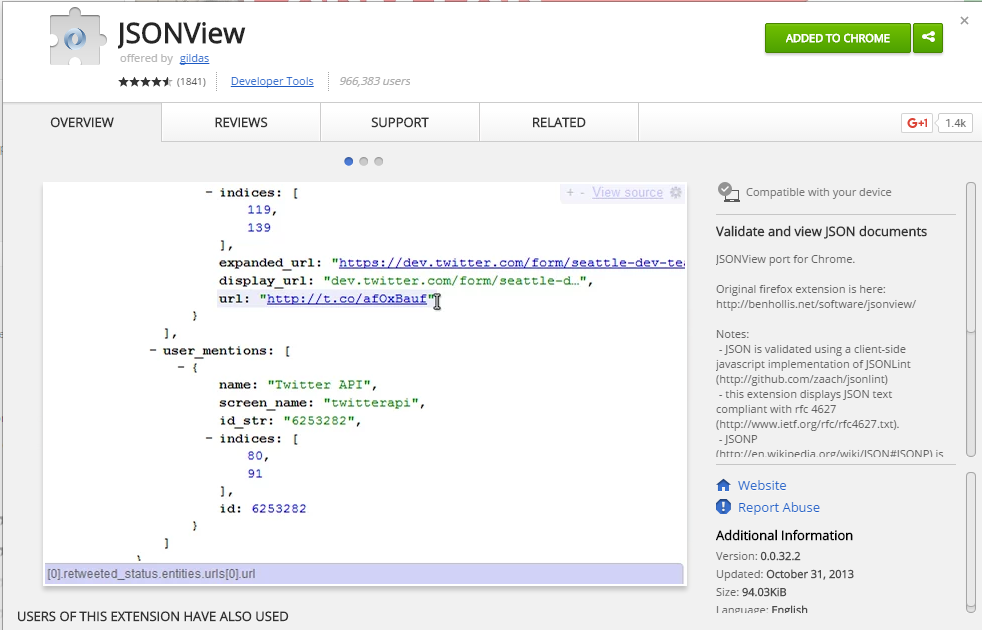 JSONView
offered by gildas
(1841) Developer Tools 966,383 users
ADDED TO CHROME
OVERVIEW REVIEWS SUPPORT RELATED
G+1 1.4k
+ - View source
- indices: [
119,
139
],
expanded_url: "https://dev.twitter.com/form/seattle-dev-tea
display_url: "dev.twitter.com/form/seattle-d…",
url: "http://t.co/afOxBauf"
}
],
- user_mentions: [
- {
name: "Twitter API",
screen_name: "twitterapi",
id_str: "6253282",
- indices: [
80,
91
],
id: 6253282
}
]
}
[0].retweeted_status.entities.urls[0].url
USERS OF THIS EXTENSION HAVE ALSO USED
Compatible with your device
Validate and view JSON documents
JSONView port for Chrome.
Original firefox extension is here:
http://benhollis.net/software/jsonview/
Notes:
- JSON is validated using a client-side
javascript implementation of JSONLint
(http://github.com/zaach/jsonlint)
- this extension displays JSON text
compliant with rfc 4627
(http://www.ietf.org/rfc/rfc4627.txt).
- JSONP
(http://en.wikipedia.org/wiki/JSON#JSONP) is
Website
Report Abuse
Additional Information
Version: 0.0.32.2
Updated: October 31, 2013
Size: 94.03KiB
Language: English